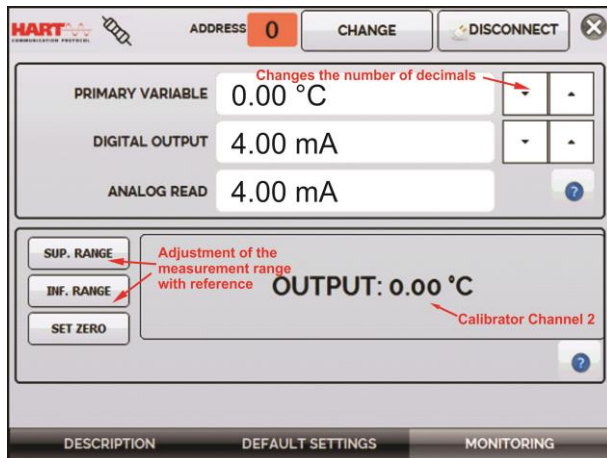 HART
COMMUNICATION PROTOCOL
ADDRESS 0 CHANGE DISCONNECT
Changes the number of decimals
PRIMARY VARIABLE 0.00 °C
DIGITAL OUTPUT 4.00 mA
ANALOG READ 4.00 mA
?
SUP. RANGE
INF. RANGE
SET ZERO
Adjustment of the
measurement range
with reference
OUTPUT: 0.00 °C
Calibrator Channel 2
?
DESCRIPTION DEFAULT SETTINGS MONITORING